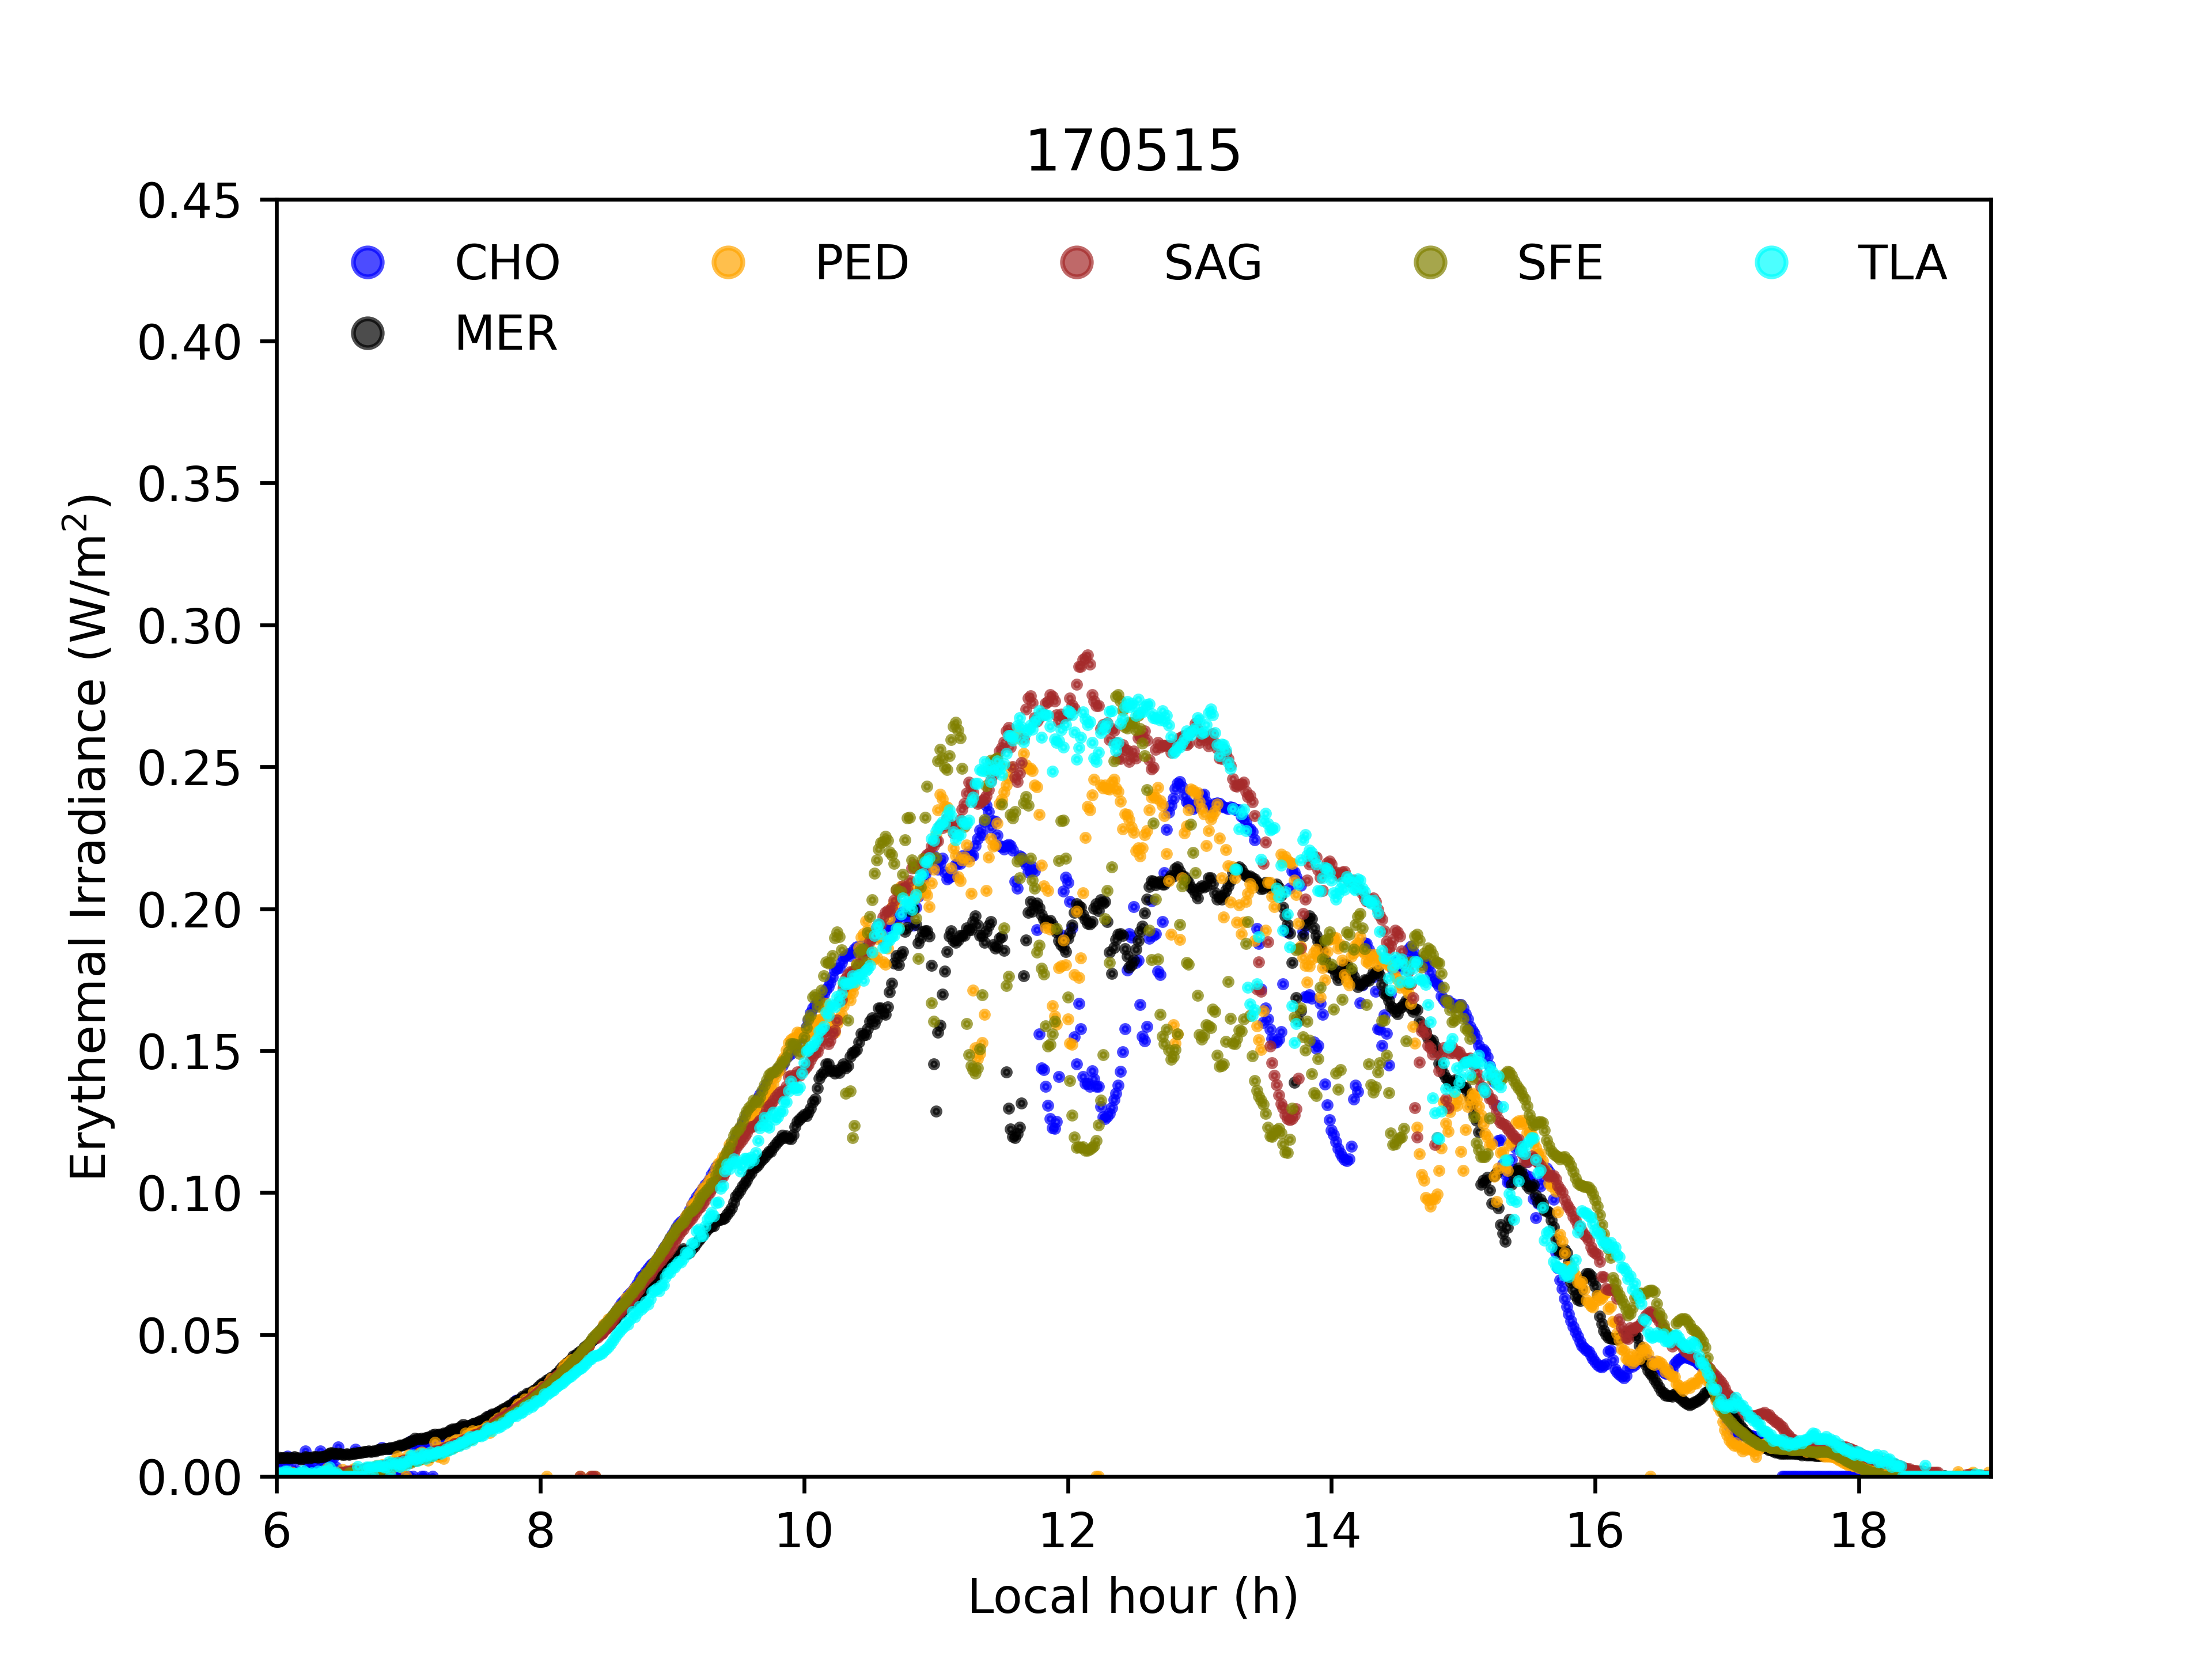 170515
Erythemal Irradiance (W/m²)
0.45
0.40
0.35
0.30
0.25
0.20
0.15
0.10
0.05
0.00
CHO PED SAG SFE TLA
MER
6 8 10 12 14 16 18
Local hour (h)